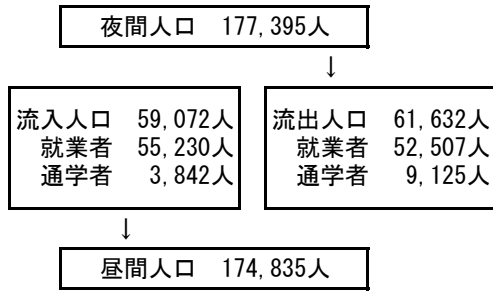 夜間人口 177,395人
↓
流入人口 59,072人
就業者 55,230人
通学者 3,842人
流出人口 61,632人
就業者 52,507人
通学者 9,125人
↓
昼間人口 174,835人